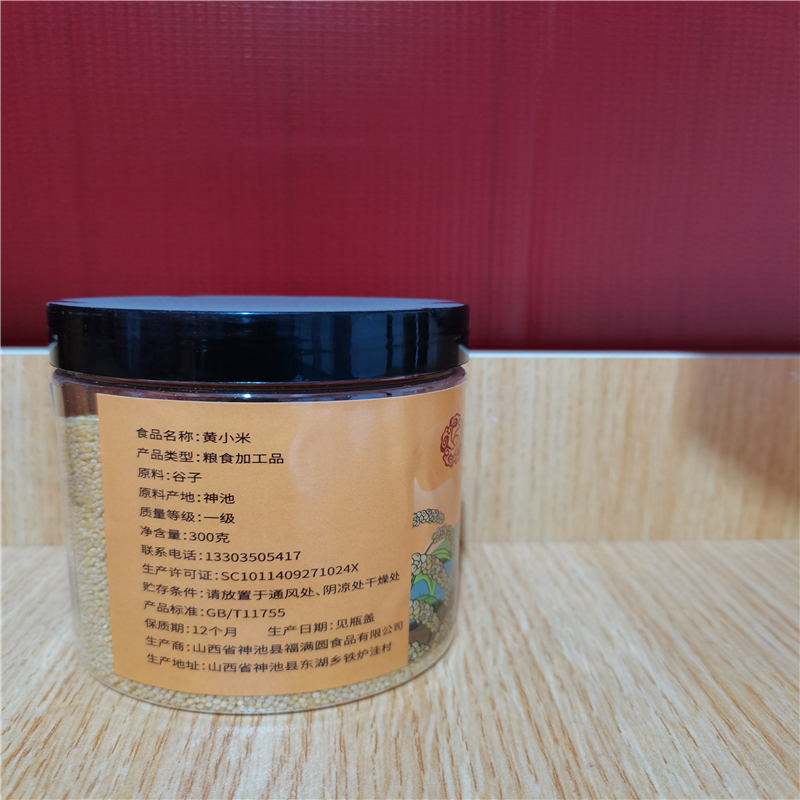 食品名称:黄小米
产品类型:粮食加工品
原料:谷子
原料产地:神池
质量等级:一级
净含量:300克
联系电话:13303505417
生产许可证:SC1011409271024X
贮存条件:请放置于通风处、阴凉处干燥处
产品标准:GB/T11755
保质期:12个月 生产日期:见瓶盖
生产商:山西省神池县福满圆食品有限公司
生产地址:山西省神池县东湖乡铁炉洼村